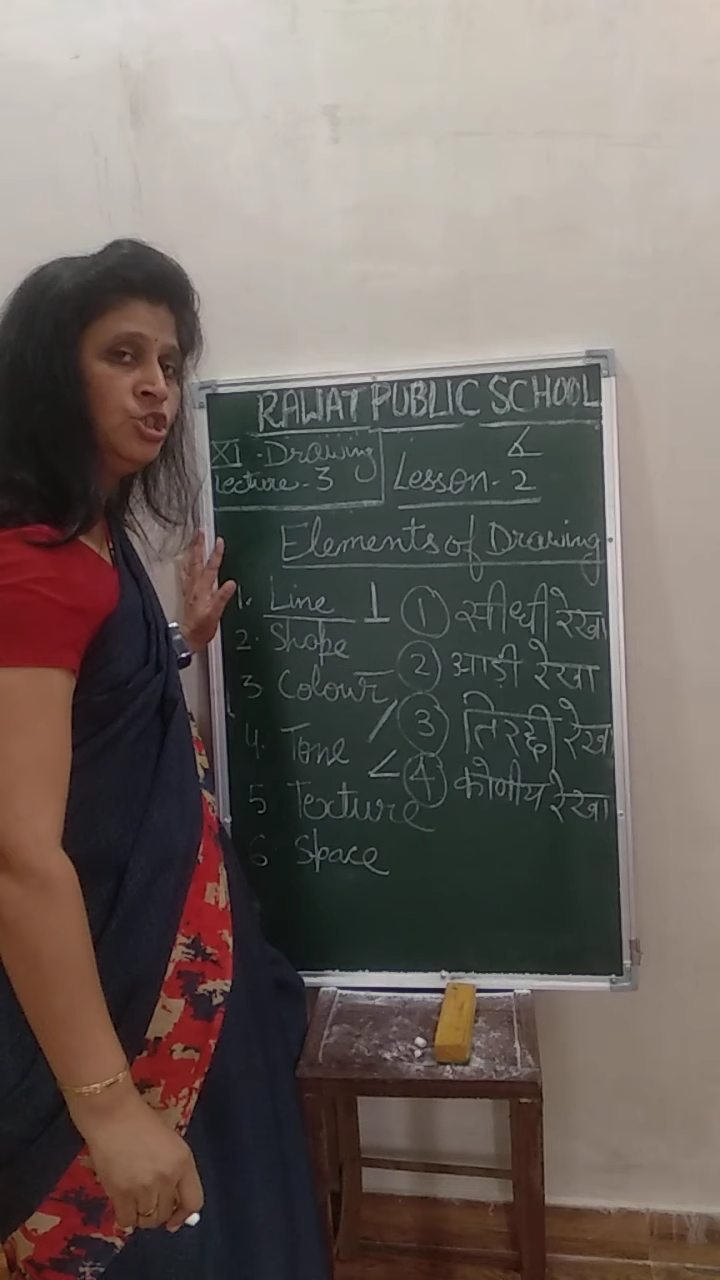 RAWAT PUBLIC SCHOOL
XI - Drawing
Lecture - 3
Lesson - 2
Elements of Drawing
1. Line
2. Shape
3 Colour
4. Tone
5 Texture
6 Space
① सीधी रेखा
② आड़ी रेखा
③ तिरछी रेखा
④ कोणीय रेखा